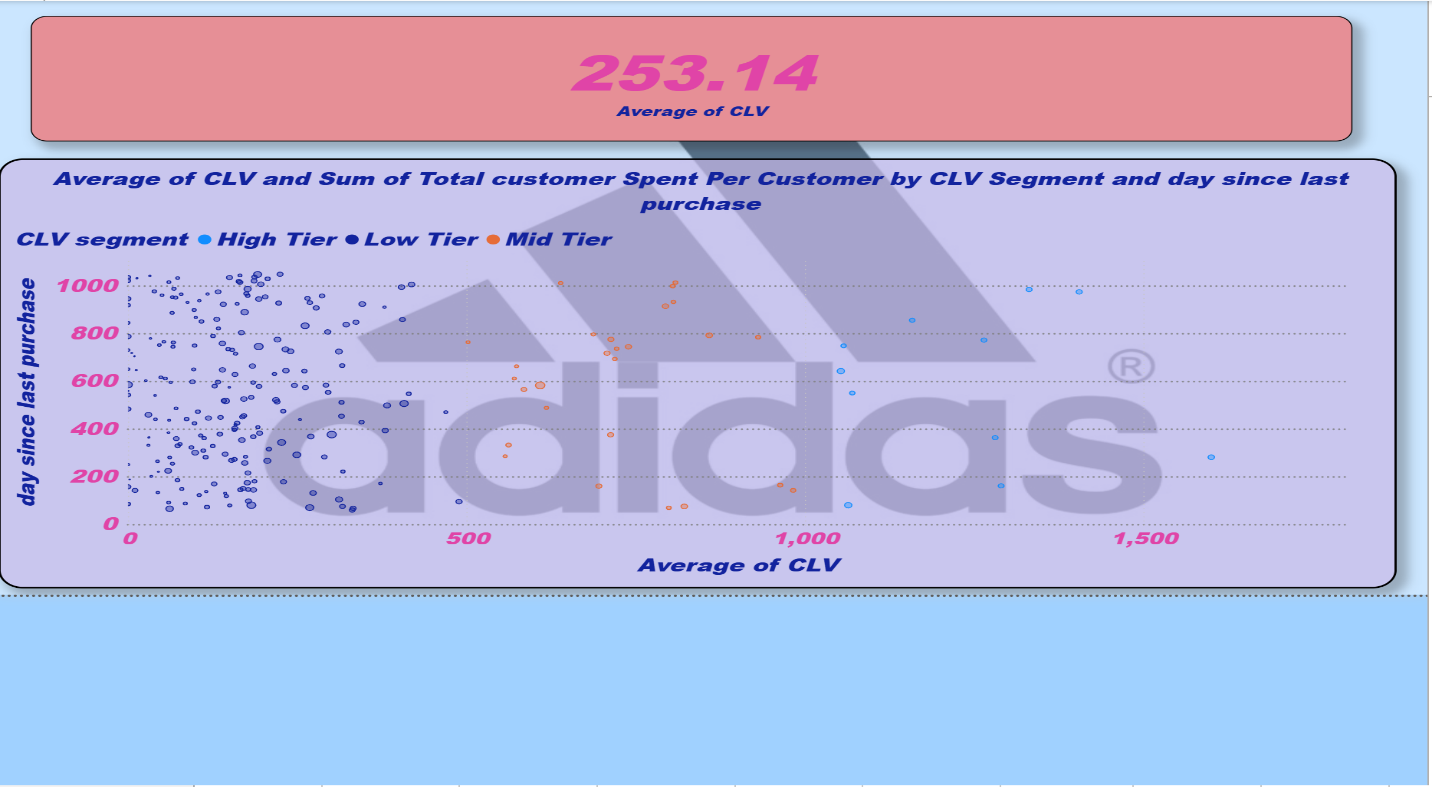 253.14
Average of CLV
Average of CLV and Sum of Total customer Spent Per Customer by CLV Segment and day since last
purchase
CLV segment High Tier Low Tier Mid Tier
day since last purchase
1000
800
600
400
200
0
0 500 1,000 1,500
Average of CLV
adidas ®